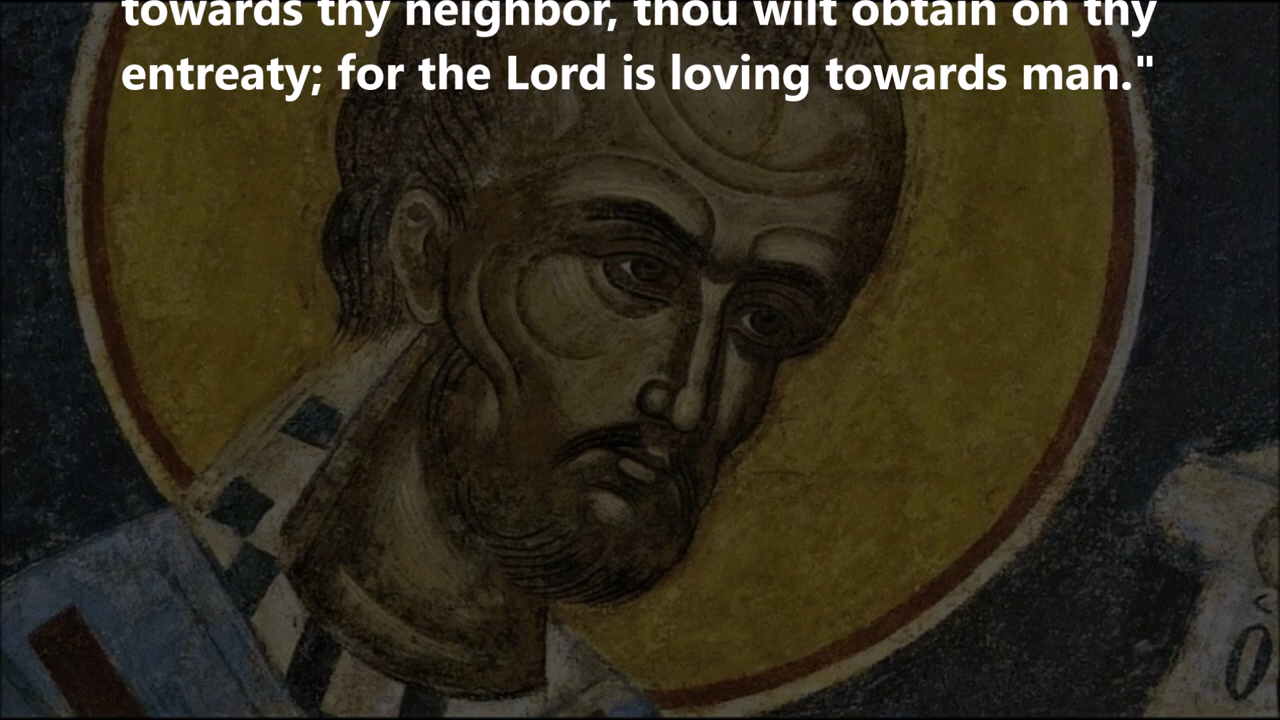 towards thy neighbor, thou wilt obtain on thy
entreaty; for the Lord is loving towards man."